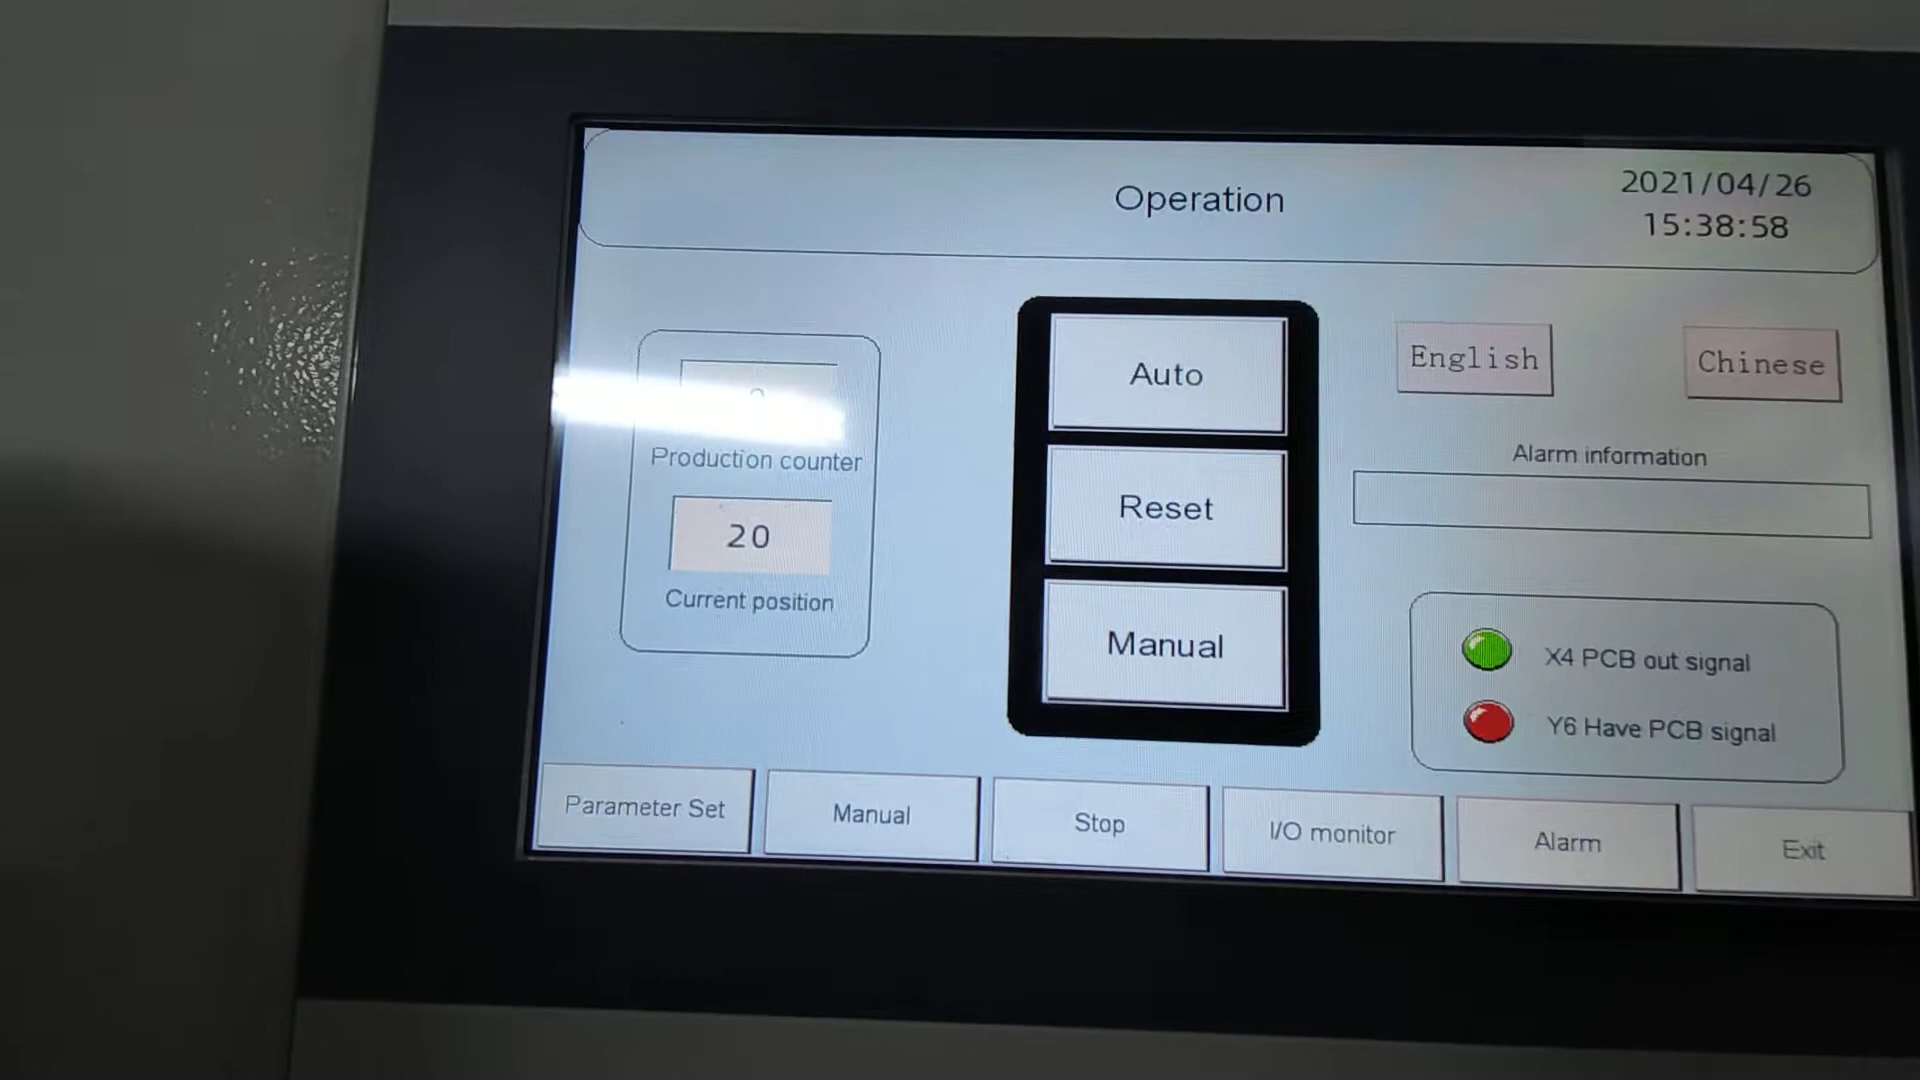 Operation
2021/04/26
15:38:58
Production counter
20
Current position
Auto
Reset
Manual
English
Chinese
Alarm information
X4 PCB out signal
Y6 Have PCB signal
Parameter Set
Manual
Stop
I/O monitor
Alarm
Exit